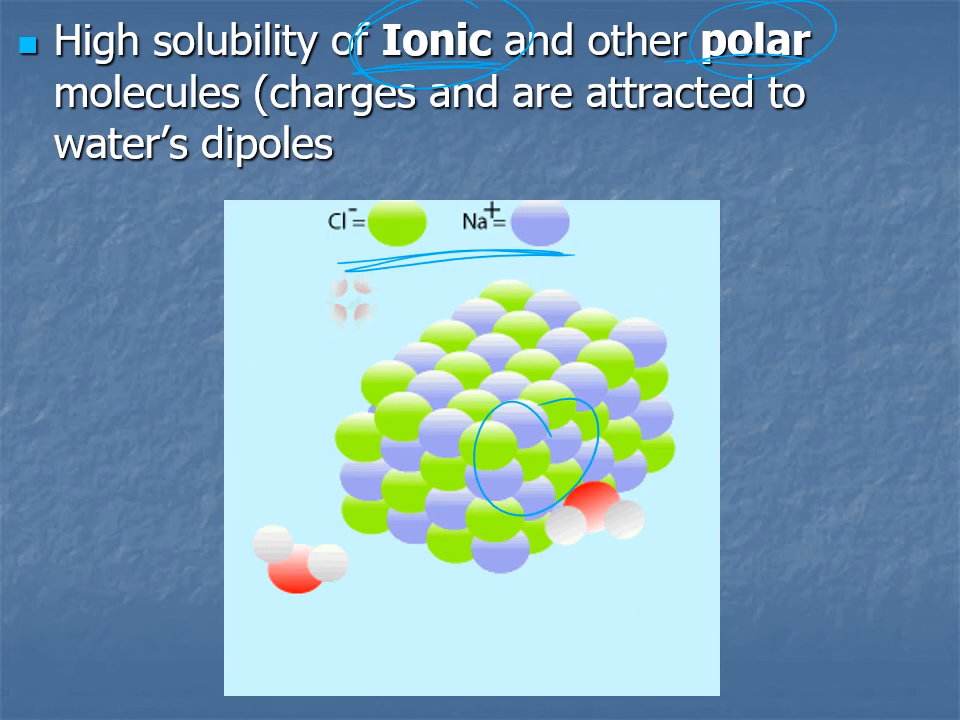 High solubility of Ionic and other polar
molecules (charges and are attracted to
water’s dipoles
Cl⁻= Na⁺=